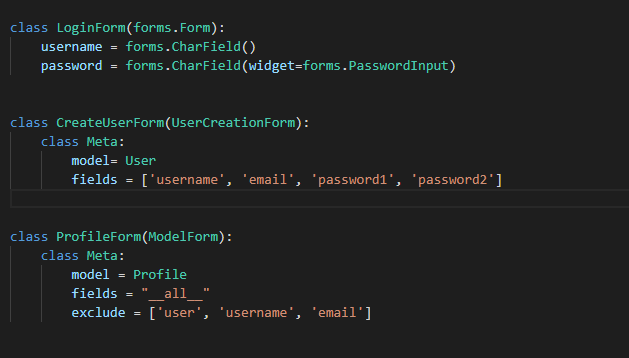 class LoginForm(forms.Form):
    username = forms.CharField()
    password = forms.CharField(widget=forms.PasswordInput)
class CreateUserForm(UserCreationForm):
    class Meta:
        model= User
        fields = ['username', 'email', 'password1', 'password2']
class ProfileForm(ModelForm):
    class Meta:
        model = Profile
        fields = "__all__"
        exclude = ['user', 'username', 'email']